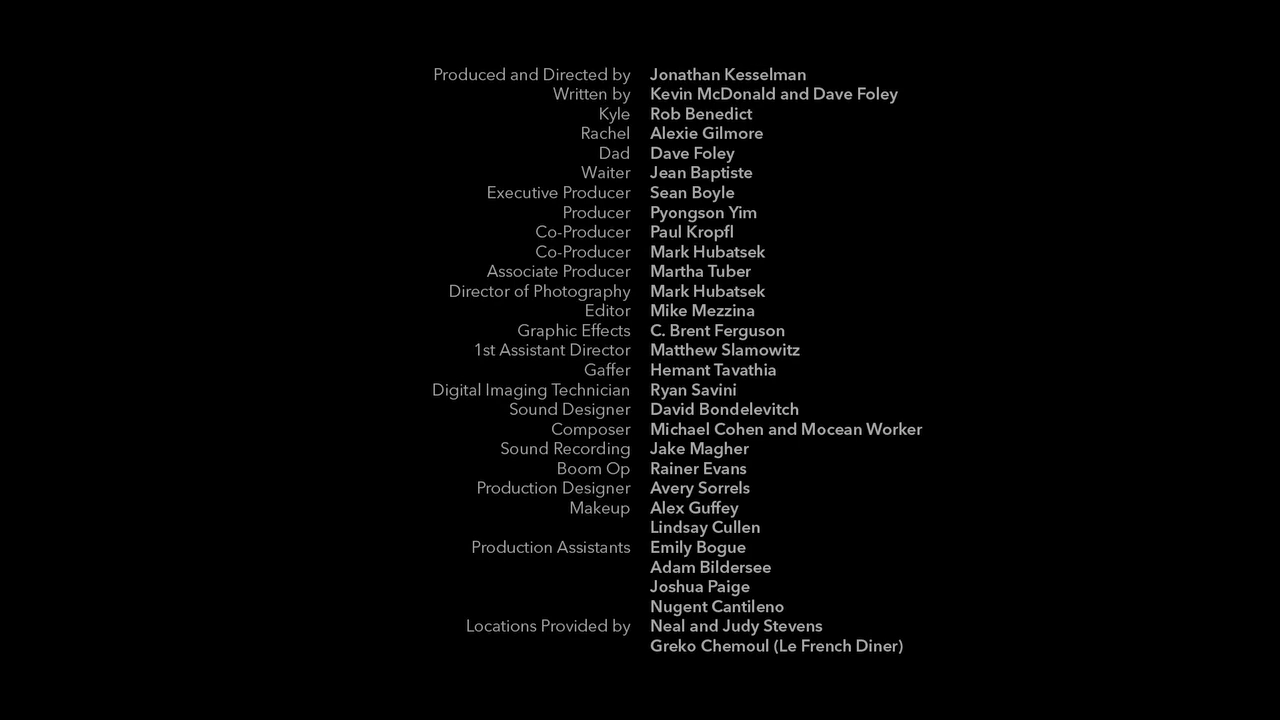 Produced and Directed by Jonathan Kesselman
Written by Kevin McDonald and Dave Foley
Kyle Rob Benedict
Rachel Alexie Gilmore
Dad Dave Foley
Waiter Jean Baptiste
Executive Producer Sean Boyle
Producer Pyongson Yim
Co-Producer Paul Kropfl
Co-Producer Mark Hubatsek
Associate Producer Martha Tuber
Director of Photography Mark Hubatsek
Editor Mike Mezzina
Graphic Effects C. Brent Ferguson
1st Assistant Director Matthew Slamowitz
Gaffer Hemant Tavathia
Digital Imaging Technician Ryan Savini
Sound Designer David Bondelevitch
Composer Michael Cohen and Mocean Worker
Sound Recording Jake Magher
Boom Op Rainer Evans
Production Designer Avery Sorrels
Makeup Alex Guffey
Lindsay Cullen
Production Assistants Emily Bogue
Adam Bildersee
Joshua Paige
Nugent Cantileno
Locations Provided by Neal and Judy Stevens
Greko Chemoul (Le French Diner)